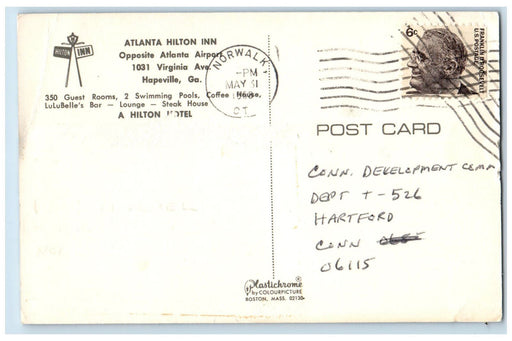 HILTON INN
ATLANTA HILTON INN
Opposite Atlanta Airport
1031 Virginia Ave.
Hapeville, Ga.
350 Guest Rooms, 2 Swimming Pools, Coffee House,
LuLuBelle's Bar — Lounge — Steak House
A HILTON HOTEL
NORWALK
PM
MAY
CT
6c
FRANKLIN D. ROOSEVELT
U.S. POSTAGE
POST CARD
CONN. DEVELOPMENT COMM
DEPT T-526
HARTFORD
CONN
06115
Plastichrome
by COLOURPICTURE
BOSTON, MASS. 02130